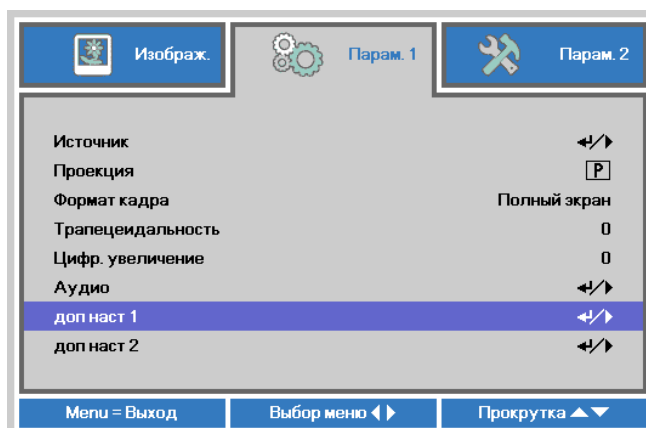 Изображ. Парам. 1 Парам. 2
Источник
Проекция P
Формат кадра Полный экран
Трапецеидальность 0
Цифр. увеличение 0
Аудио
доп наст 1
доп наст 2
Menu = Выход Выбор меню Прокрутка